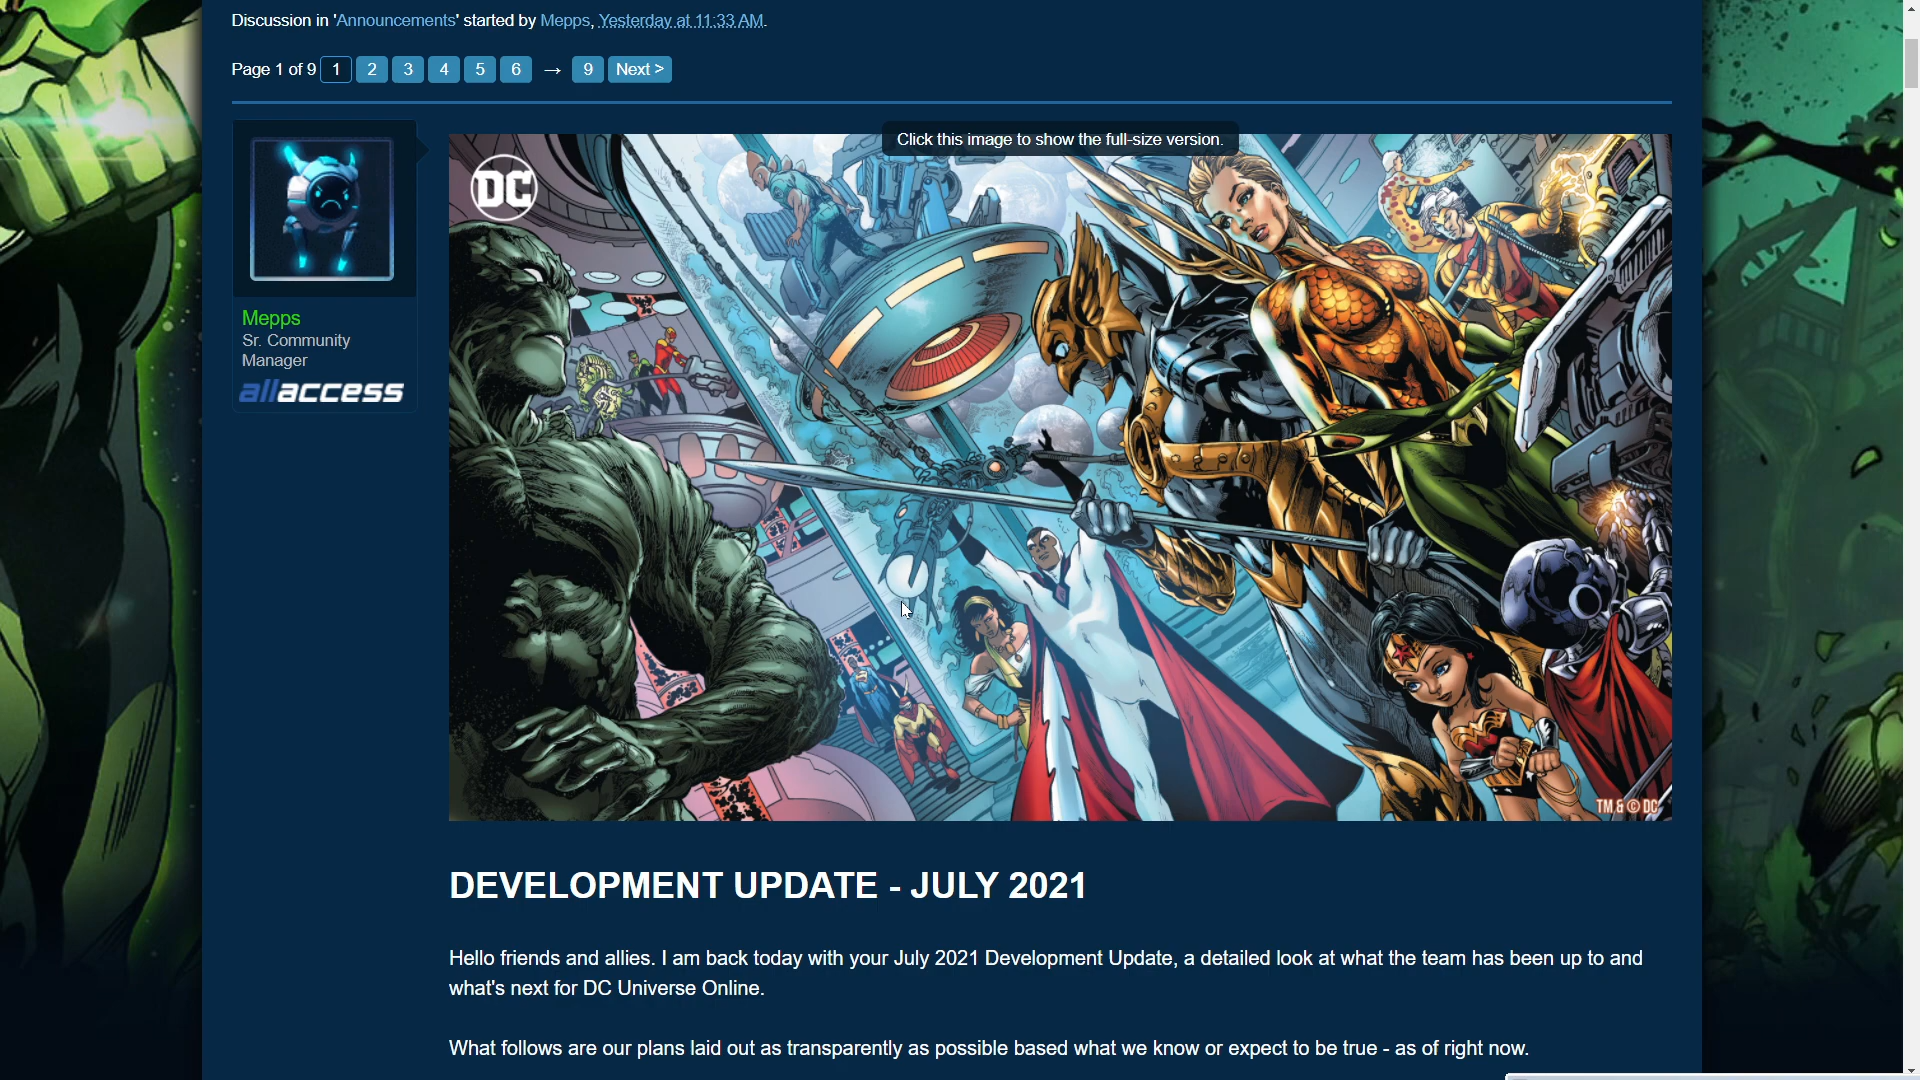 Discussion in 'Announcements' started by Mepps, Yesterday at 11:33 AM.
Page 1 of 9 1 2 3 4 5 6 → 9 Next >
Click this image to show the full-size version.
DC
Mepps
Sr. Community
Manager
allaccess
TM & © DC
DEVELOPMENT UPDATE - JULY 2021
Hello friends and allies. I am back today with your July 2021 Development Update, a detailed look at what the team has been up to and
what's next for DC Universe Online.
What follows are our plans laid out as transparently as possible based what we know or expect to be true - as of right now.